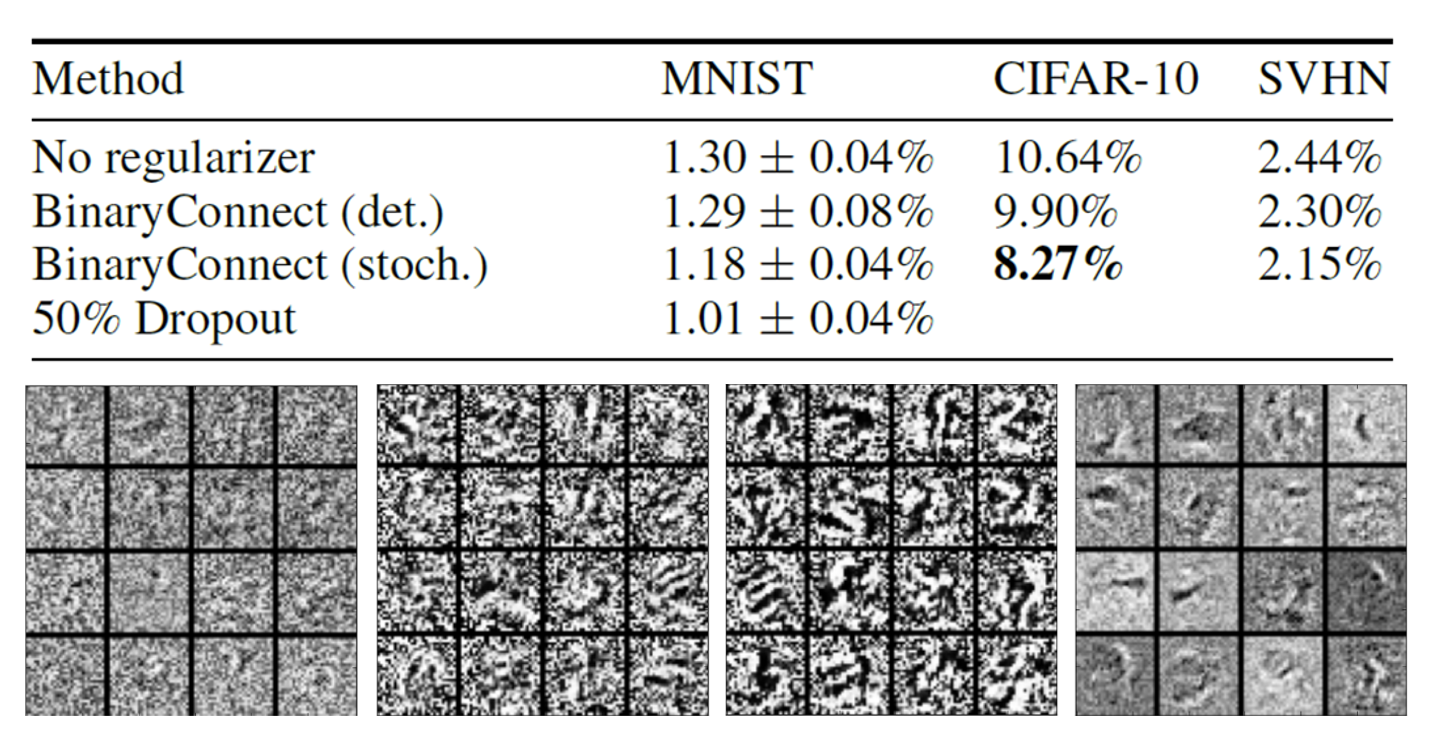 Method MNIST CIFAR-10 SVHN
No regularizer 1.30 ± 0.04% 10.64% 2.44%
BinaryConnect (det.) 1.29 ± 0.08% 9.90% 2.30%
BinaryConnect (stoch.) 1.18 ± 0.04% 8.27% 2.15%
50% Dropout 1.01 ± 0.04%